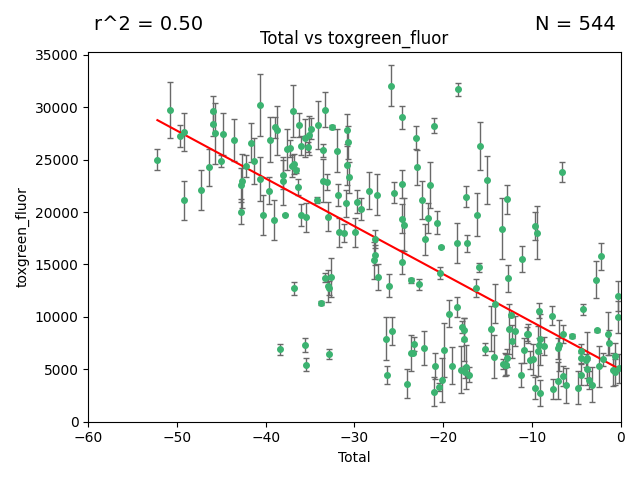 r^2 = 0.50 N = 544
Total vs toxgreen_fluor
35000
30000
25000
20000
15000
10000
5000
0
toxgreen_fluor
−60 −50 −40 −30 −20 −10 0
Total